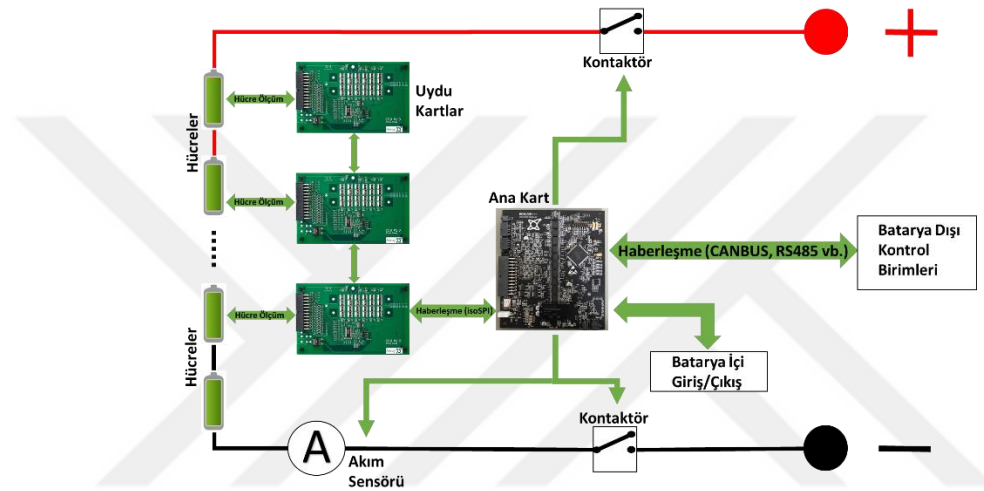 Kontaktör
+
Hücreler
Hücre Ölçüm
Uydu
Kartlar
Hücre Ölçüm
Ana Kart
Haberleşme (CANBUS, RS485 vb.)
Batarya Dışı
Kontrol
Birimleri
Hücreler
Hücre Ölçüm
Haberleşme (isoSPI)
Batarya İçi
Giriş/Çıkış
Kontaktör
A
Akım
Sensörü